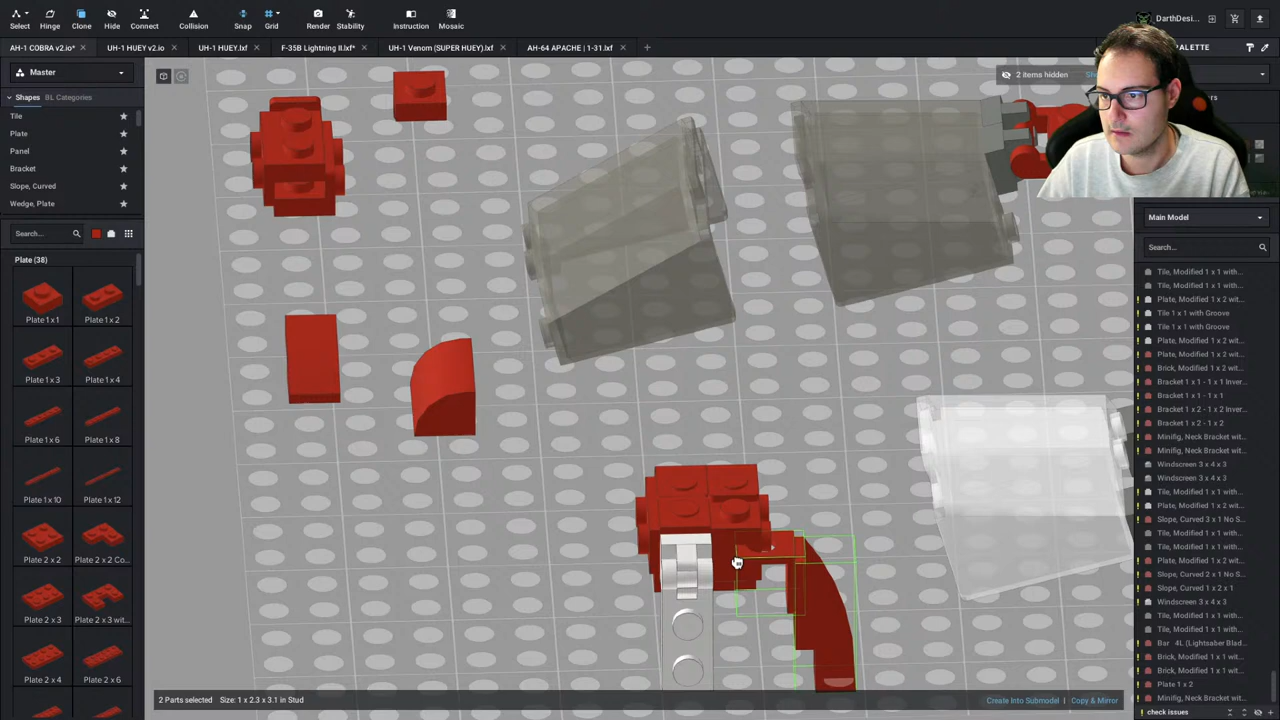 Select
Hinge
Clone
Hide
Connect
Collision
Snap
Grid
Render
Stability
Instruction
Mosaic
DarthDesi...
AH-1 COBRA v2.io*
UH-1 HUEY v2.io
UH-1 HUEY.lxf
F-35B Lightning II.lxf*
UH-1 Venom (SUPER HUEY).lxf
AH-64 APACHE | 1-31.lxf
Master
2 items hidden
Shapes
BL Categories
Tile
Plate
Panel
Bracket
Slope, Curved
Wedge, Plate
Search...
Plate (38)
Plate 1x1
Plate 1 x 2
Plate 1 x 3
Plate 1 x 4
Plate 1 x 6
Plate 1 x 8
Plate 1 x 10
Plate 1 x 12
Plate 2 x 2
Plate 2 x 2 Co...
Plate 2 x 3
Plate 2 x 3 wit...
Plate 2 x 4
Plate 2 x 6
Main Model
Search...
Tile, Modified 1 x 1 with...
Tile, Modified 1 x 1 with...
Plate, Modified 1 x 2 wit...
Tile 1 x 1 with Groove
Tile 1 x 1 with Groove
Plate, Modified 1 x 2 wit...
Plate, Modified 1 x 2 wit...
Brick, Modified 1 x 2 wit...
Bracket 1 x 1 - 1 x 1 Inver...
Bracket 1 x 1 - 1 x 1
Bracket 1 x 2 - 1 x 2 Inver...
Bracket 1 x 2 - 1 x 2
Minifig, Neck Bracket wit...
Minifig, Neck Bracket wit...
Windscreen 3 x 4 x 3
Windscreen 3 x 4 x 3
Tile, Modified 1 x 1 with...
Plate, Modified 1 x 2 wit...
Slope, Curved 3 x 1 No S...
Tile, Modified 1 x 1 with...
Tile, Modified 1 x 1 with...
Plate, Modified 1 x 2 wit...
Slope, Curved 2 x 1 No S...
Slope, Curved 1 x 2 x 1
Windscreen 3 x 4 x 3
Tile, Modified 1 x 1 with...
Tile, Modified 1 x 1 with...
Bar 4L (Lightsaber Blad...
Brick, Modified 1 x 1 wit...
Brick, Modified 1 x 1 wit...
Plate 1 x 2
Minifig, Neck Bracket wit...
check issues
2 Parts selected
Size: 1 x 2.3 x 3.1 in Stud
Create Into Submodel
Copy & Mirror